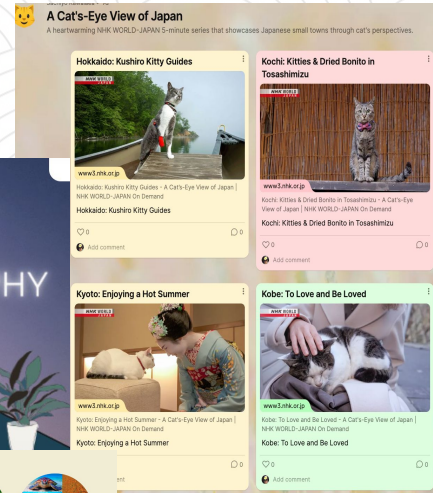 A Cat's-Eye View of Japan
A heartwarming NHK WORLD-JAPAN 5-minute series that showcases Japanese small towns through cat's perspectives.
Hokkaido: Kushiro Kitty Guides
NHK WORLD
JAPAN
www3.nhk.or.jp
Hokkaido: Kushiro Kitty Guides - A Cat's-Eye View of Japan |
NHK WORLD-JAPAN On Demand
Hokkaido: Kushiro Kitty Guides
0
0
Add comment
Kochi: Kitties & Dried Bonito in
Tosashimizu
NHK WORLD
JAPAN
www3.nhk.or.jp
Kochi: Kitties & Dried Bonito in Tosashimizu - A Cat's-Eye
View of Japan | NHK WORLD-JAPAN On Demand
Kochi: Kitties & Dried Bonito in Tosashimizu
0
0
Add comment
HY
Kyoto: Enjoying a Hot Summer
NHK WORLD
JAPAN
www3.nhk.or.jp
Kyoto: Enjoying a Hot Summer - A Cat's-Eye View of Japan |
NHK WORLD-JAPAN On Demand
Kyoto: Enjoying a Hot Summer
0
Add comment
Kobe: To Love and Be Loved
NHK WORLD
JAPAN
www3.nhk.or.jp
Kobe: To Love and Be Loved - A Cat's-Eye View of Japan |
NHK WORLD-JAPAN On Demand
Kobe: To Love and Be Loved
0
0
Add comment